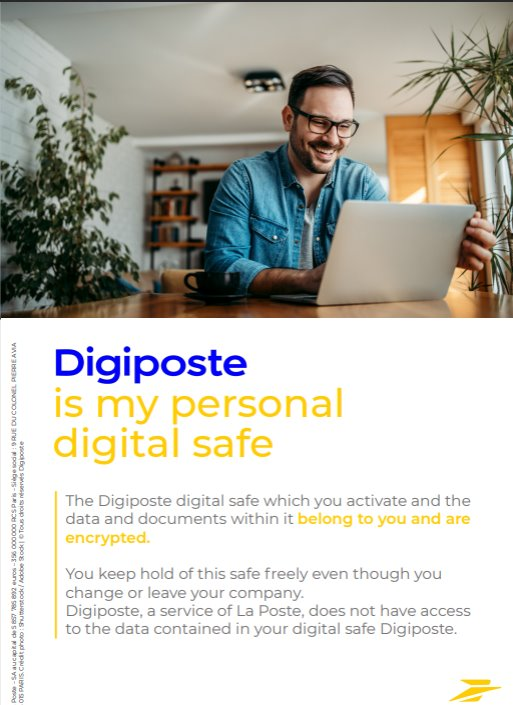 Digiposte
is my personal
digital safe
The Digiposte digital safe which you activate and the
data and documents within it belong to you and are
encrypted.
You keep hold of this safe freely even though you
change or leave your company.
Digiposte, a service of La Poste, does not have access
to the data contained in your digital safe Digiposte.
Poste – SA au capital de 5 857 785 892 euros – 356 000 000 RCS Paris – Siège social : 9 RUE DU COLONEL PIERRE AVIA
015 PARIS. Crédit photo : Shutterstock / Adobe Stock | © Tous droits réservés Digiposte